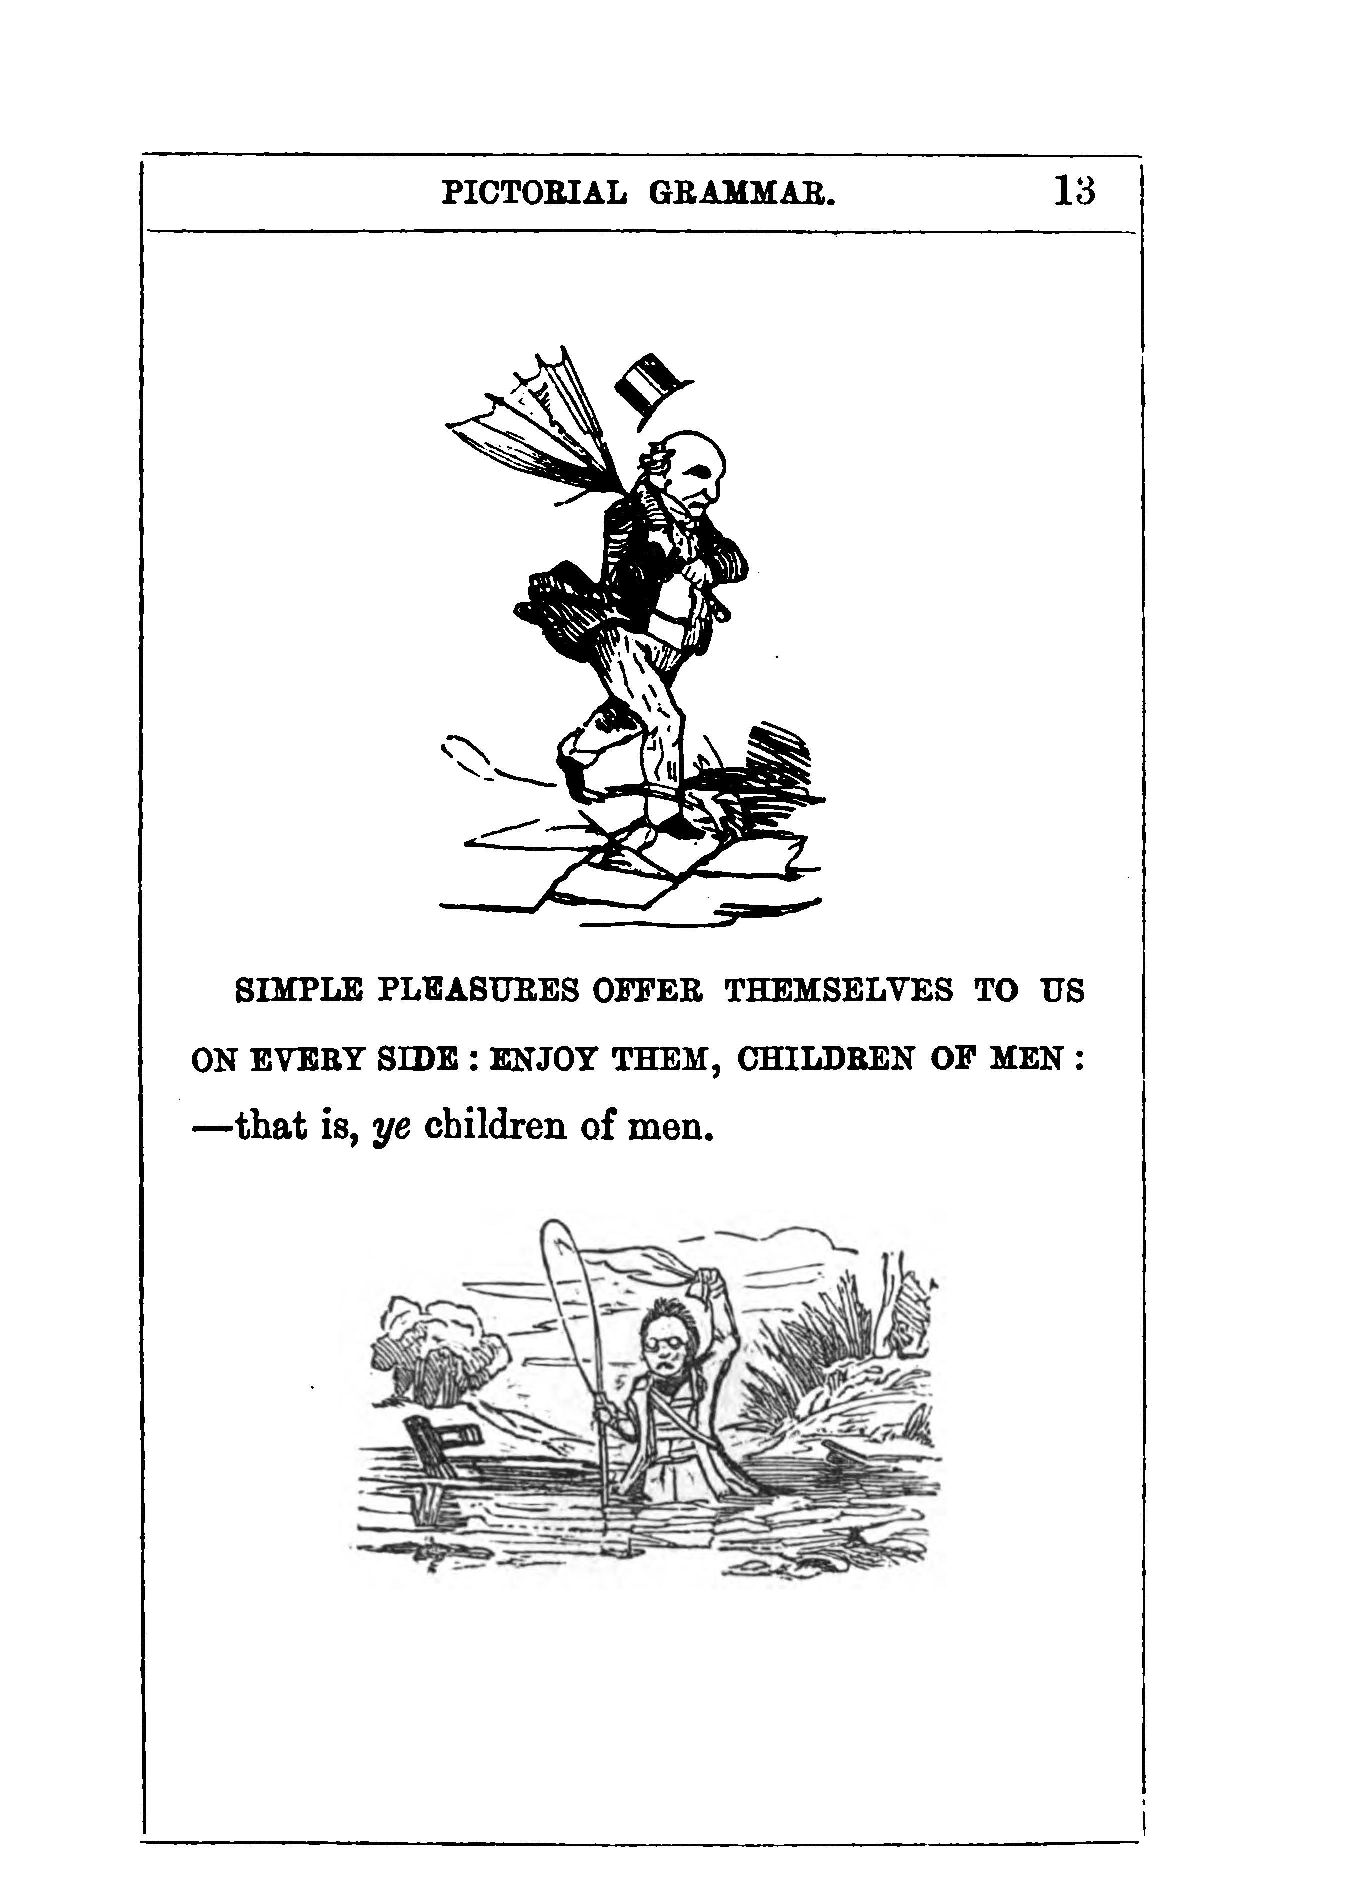 PICTORIAL GRAMMAR. 13
SIMPLE PLEASURES OFFER THEMSELVES TO US
ON EVERY SIDE : ENJOY THEM, CHILDREN OF MEN :
—that is, ye children of men.